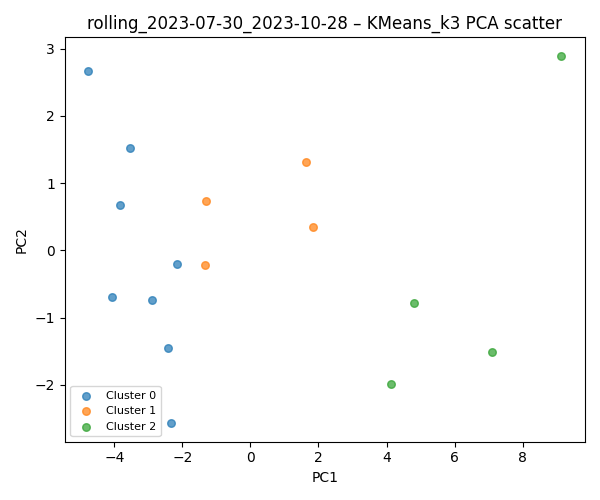 rolling_2023-07-30_2023-10-28 – KMeans_k3 PCA scatter
3
2
1
0
−1
−2
PC2
Cluster 0
Cluster 1
Cluster 2
−4
−2
0
2
4
6
8
PC1